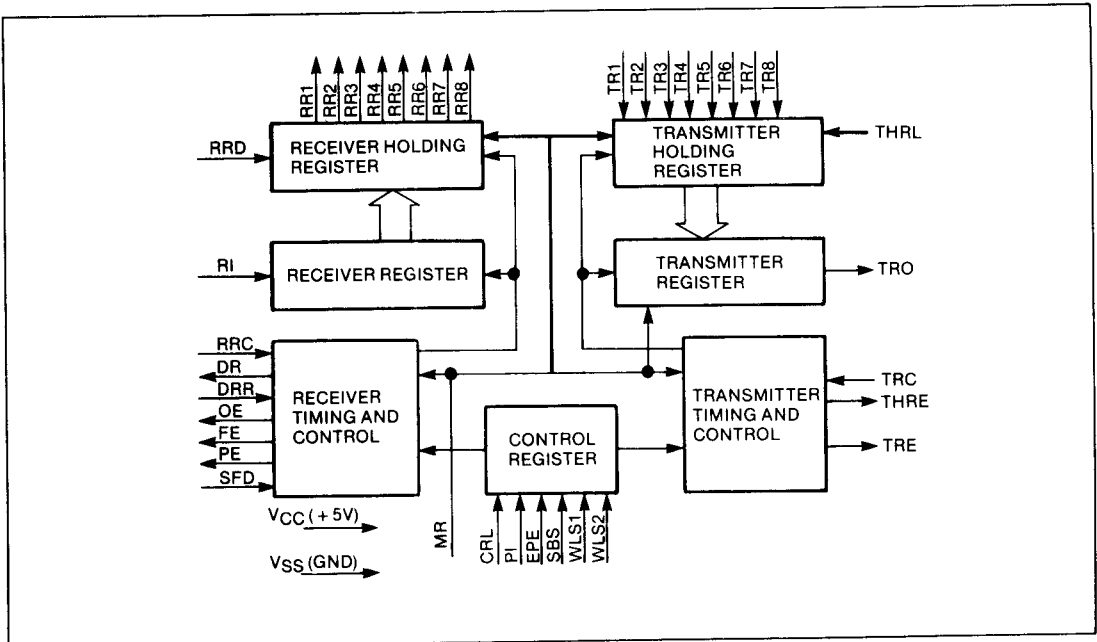 RR1
RR2
RR3
RR4
RR5
RR6
RR7
RR8
TR1
TR2
TR3
TR4
TR5
TR6
TR7
TR8
RRD
RECEIVER HOLDING
REGISTER
TRANSMITTER
HOLDING
REGISTER
THRL
RI
RECEIVER REGISTER
TRANSMITTER
REGISTER
TRO
RRC
DR
DRR
OE
FE
PE
SFD
RECEIVER
TIMING AND
CONTROL
CONTROL
REGISTER
TRANSMITTER
TIMING AND
CONTROL
TRC
THRE
TRE
VCC (+5V)
VSS (GND)
MR
CRL
PI
EPE
SBS
WLS1
WLS2